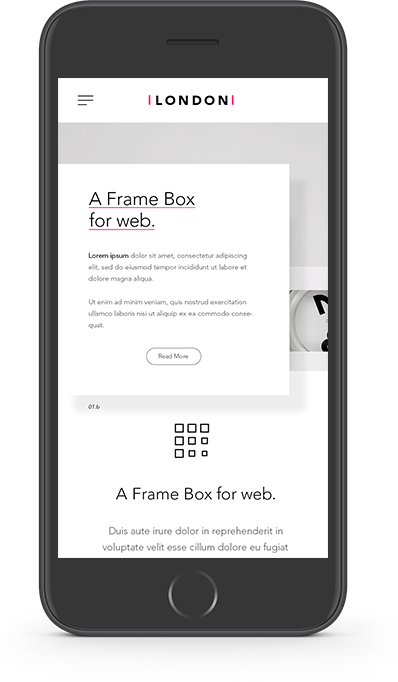 |LONDON|
A Frame Box
for web.
Lorem ipsum dolor sit amet, consectetur adipiscing
elit, sed do eiusmod tempor incididunt ut labore et
dolore magna aliqua.
Ut enim ad minim veniam, quis nostrud exercitation
ullamco laboris nisi ut aliquip ex ea commodo conse-
quat.
Read More
01.b
A Frame Box for web.
Duis aute irure dolor in reprehenderit in
voluptate velit esse cillum dolore eu fugiat